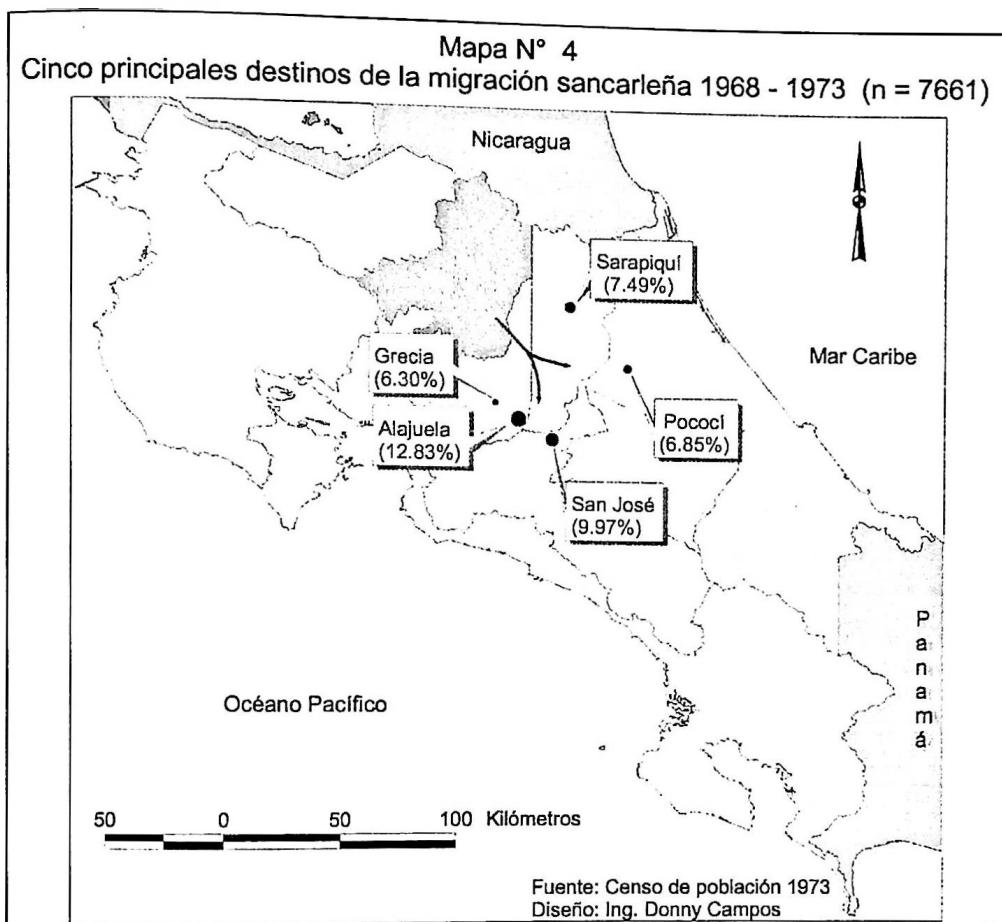 Mapa N° 4
Cinco principales destinos de la migración sancarleña 1968 - 1973 (n = 7661)
Nicaragua
Sarapiquí
(7.49%)
Mar Caribe
Grecia
(6.30%)
Alajuela
(12.83%)
Pococí
(6.85%)
San José
(9.97%)
Panamá
Océano Pacífico
50 0 50 100 Kilómetros
Fuente: Censo de población 1973
Diseño: Ing. Donny Campos